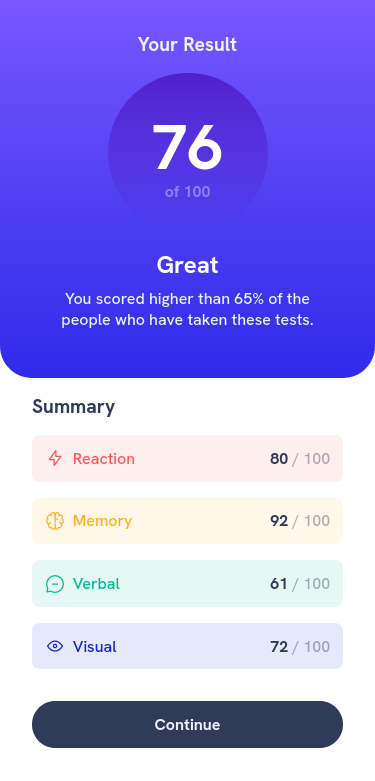 Your Result
76
of 100
Great
You scored higher than 65% of the
people who have taken these tests.
Summary
Reaction 80 / 100
Memory 92 / 100
Verbal 61 / 100
Visual 72 / 100
Continue